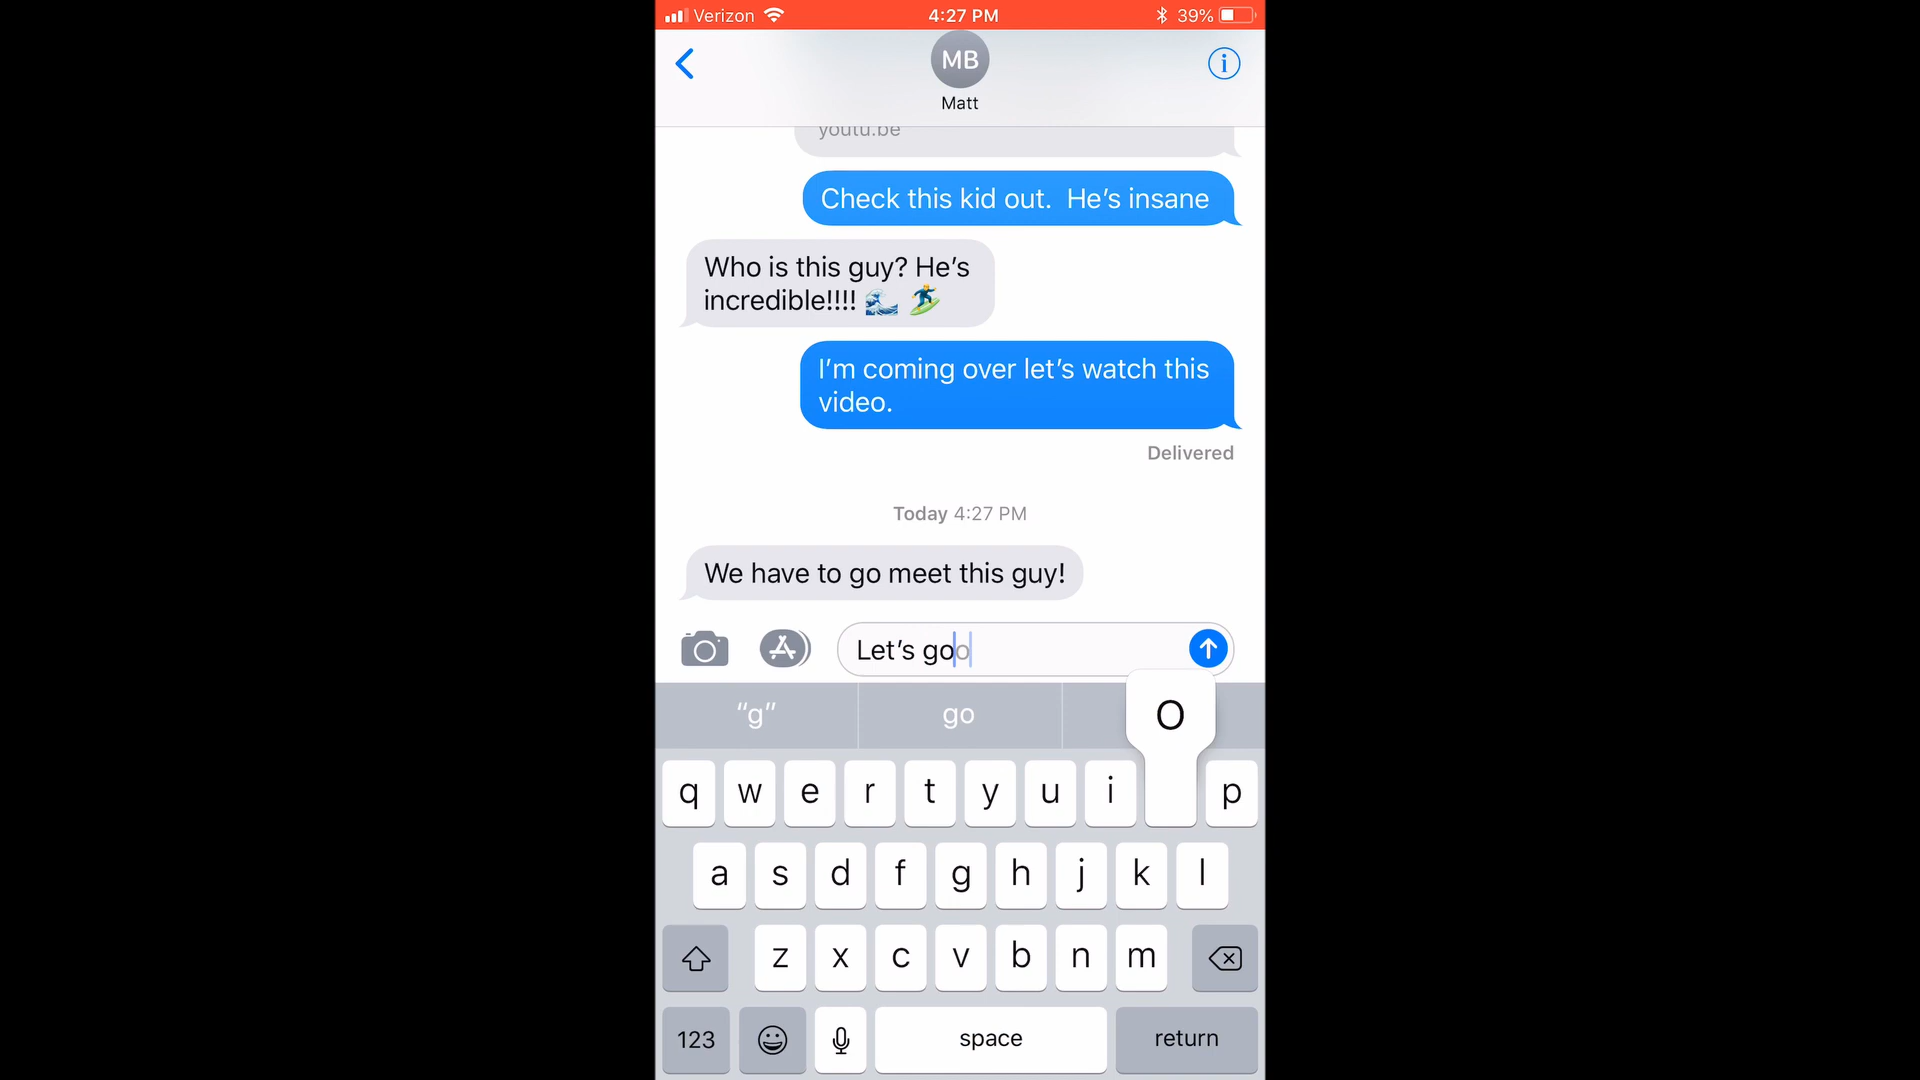 Verizon 4:27 PM 39%
MB
Matt
youtu.be
Check this kid out.  He’s insane
Who is this guy? He’s
incredible!!!! 🌊 🏄
I’m coming over let’s watch this
video.
Delivered
Today 4:27 PM
We have to go meet this guy!
Let’s goo
“g” go
O
q w e r t y u i p
a s d f g h j k l
z x c v b n m
123 space return